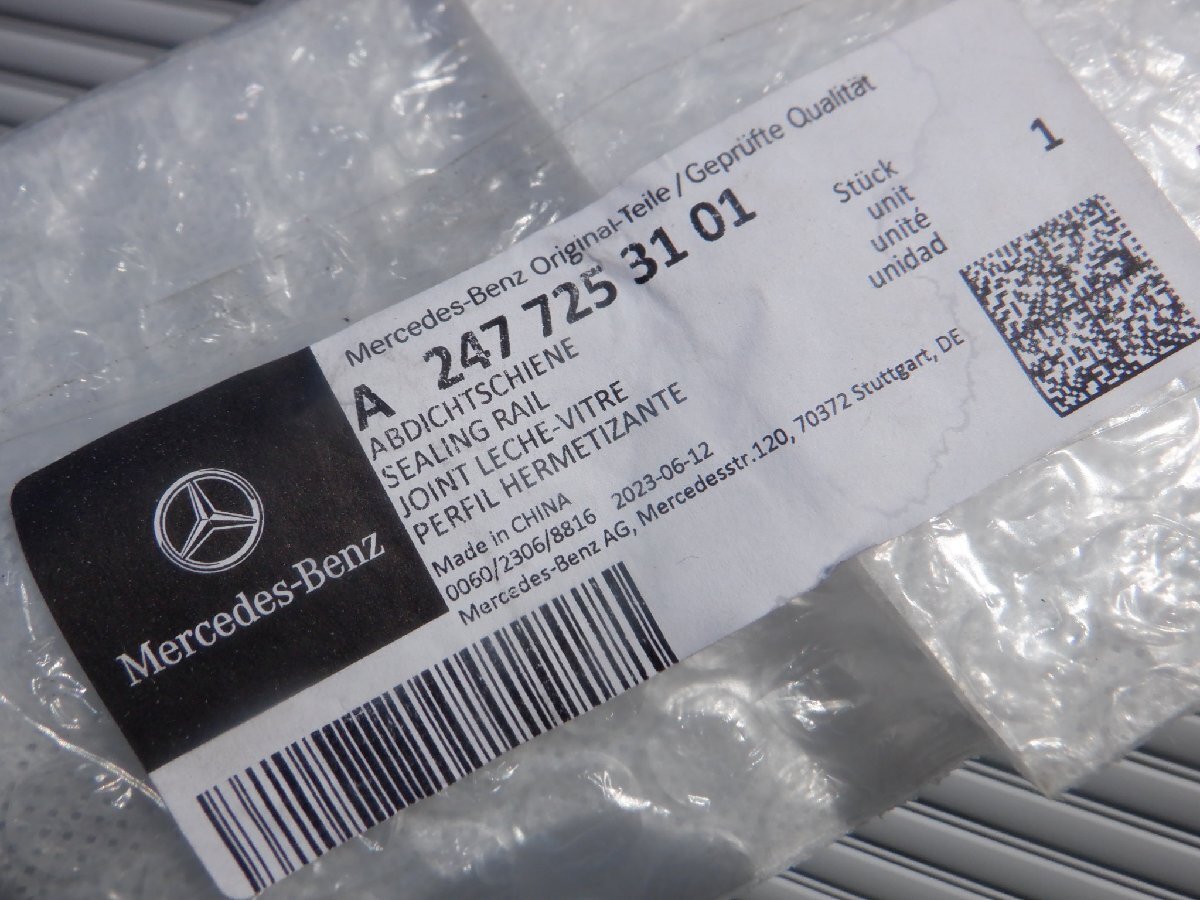 Mercedes-Benz Original-Teile / Geprüfte Qualität
A 247 725 31 01
ABDICHTSCHIENE
SEALING RAIL
JOINT LECHE-VITRE
PERFIL HERMETIZANTE
Stück 1
unit
unité
unidad
Made in CHINA
0060/2306/8816 2023-06-12
Mercedes-Benz AG, Mercedesstr.120, 70372 Stuttgart, DE
Mercedes-Benz